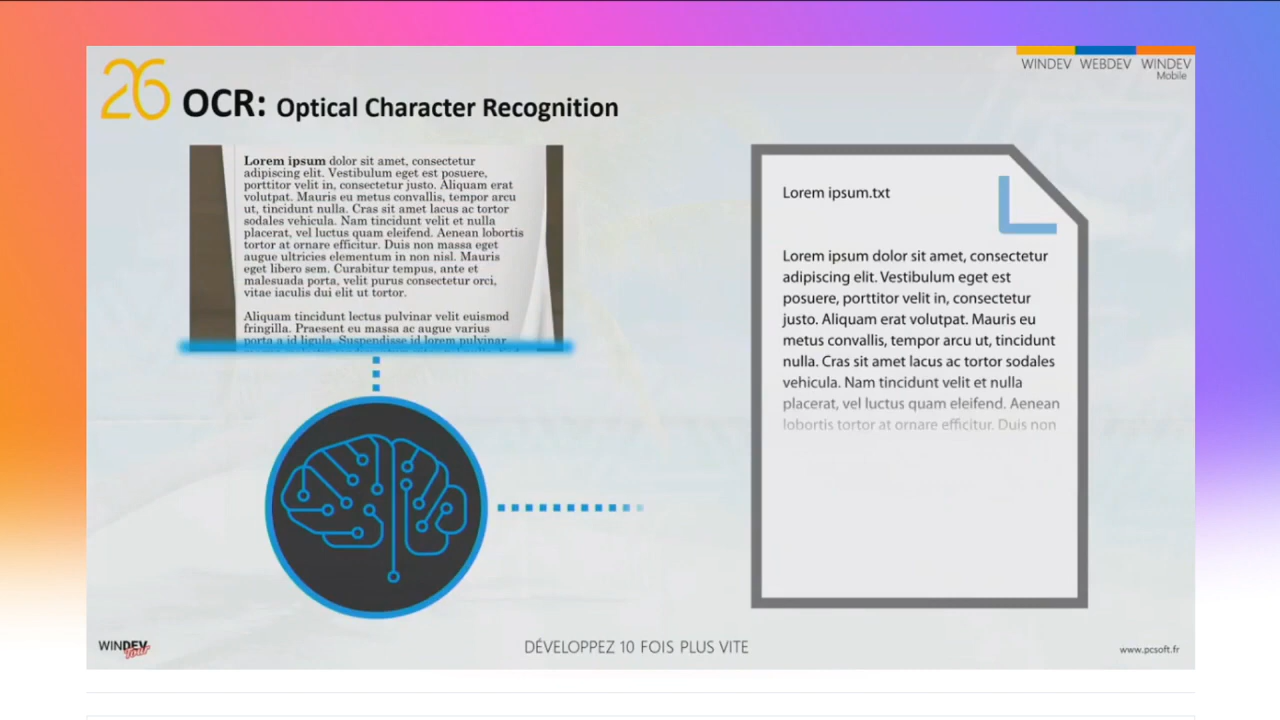 26 OCR: Optical Character Recognition
WINDEV WEBDEV WINDEV
Mobile
Lorem ipsum dolor sit amet, consectetur
adipiscing elit. Vestibulum eget est posuere,
porttitor velit in, consectetur justo. Aliquam erat
volutpat. Mauris eu metus convallis, tempor arcu
ut, tincidunt nulla. Cras sit amet lacus ac tortor
sodales vehicula. Nam tincidunt velit et nulla
placerat, vel luctus quam eleifend. Aenean lobortis
tortor at ornare efficitur. Duis non massa eget
augue ultricies elementum in non nisl. Mauris
eget libero sem. Curabitur tempus, ante et
malesuada porta, velit purus consectetur orci,
vitae iaculis dui elit ut tortor.
Aliquam tincidunt lectus pulvinar velit euismod
fringilla. Praesent eu massa ac augue varius
porta a id ligula. Suspendisse id lorem pulvinar
Lorem ipsum.txt
Lorem ipsum dolor sit amet, consectetur
adipiscing elit. Vestibulum eget est
posuere, porttitor velit in, consectetur
justo. Aliquam erat volutpat. Mauris eu
metus convallis, tempor arcu ut, tincidunt
nulla. Cras sit amet lacus ac tortor sodales
vehicula. Nam tincidunt velit et nulla
placerat, vel luctus quam eleifend. Aenean
lobortis tortor at ornare efficitur. Duis non
WINDEV Tour
DÉVELOPPEZ 10 FOIS PLUS VITE
www.pcsoft.fr